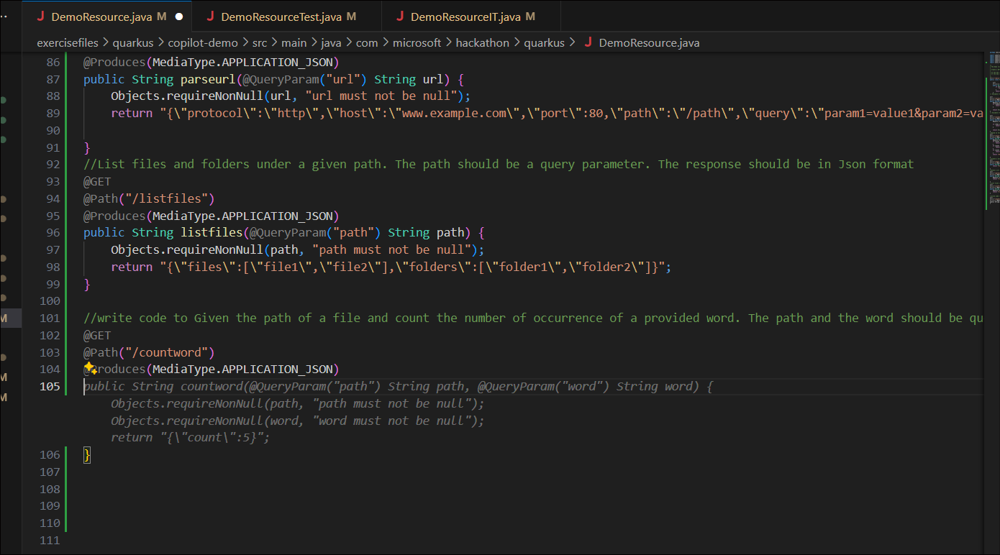 DemoResource.java M
DemoResourceTest.java M
DemoResourceIT.java M
exercisefiles > quarkus > copilot-demo > src > main > java > com > microsoft > hackathon > quarkus > DemoResource.java
86 @Produces(MediaType.APPLICATION_JSON)
87 public String parseurl(@QueryParam("url") String url) {
88 Objects.requireNonNull(url, "url must not be null");
89 return "{\"protocol\":\"http\",\"host\":\"www.example.com\",\"port\":80,\"path\":\"/path\",\"query\":\"param1=value1&param2=va
90
91 }
92 //List files and folders under a given path. The path should be a query parameter. The response should be in Json format
93 @GET
94 @Path("/listfiles")
95 @Produces(MediaType.APPLICATION_JSON)
96 public String listfiles(@QueryParam("path") String path) {
97 Objects.requireNonNull(path, "path must not be null");
98 return "{\"files\":[\"file1\",\"file2\"],\"folders\":[\"folder1\",\"folder2\"]}";
99 }
100
101 //write code to Given the path of a file and count the number of occurrence of a provided word. The path and the word should be qu
102 @GET
103 @Path("/countword")
104 @Produces(MediaType.APPLICATION_JSON)
105 public String countword(@QueryParam("path") String path, @QueryParam("word") String word) {
Objects.requireNonNull(path, "path must not be null");
Objects.requireNonNull(word, "word must not be null");
return "{\"count\":5}";
106 }
107
108
109
110
111
M
M
M